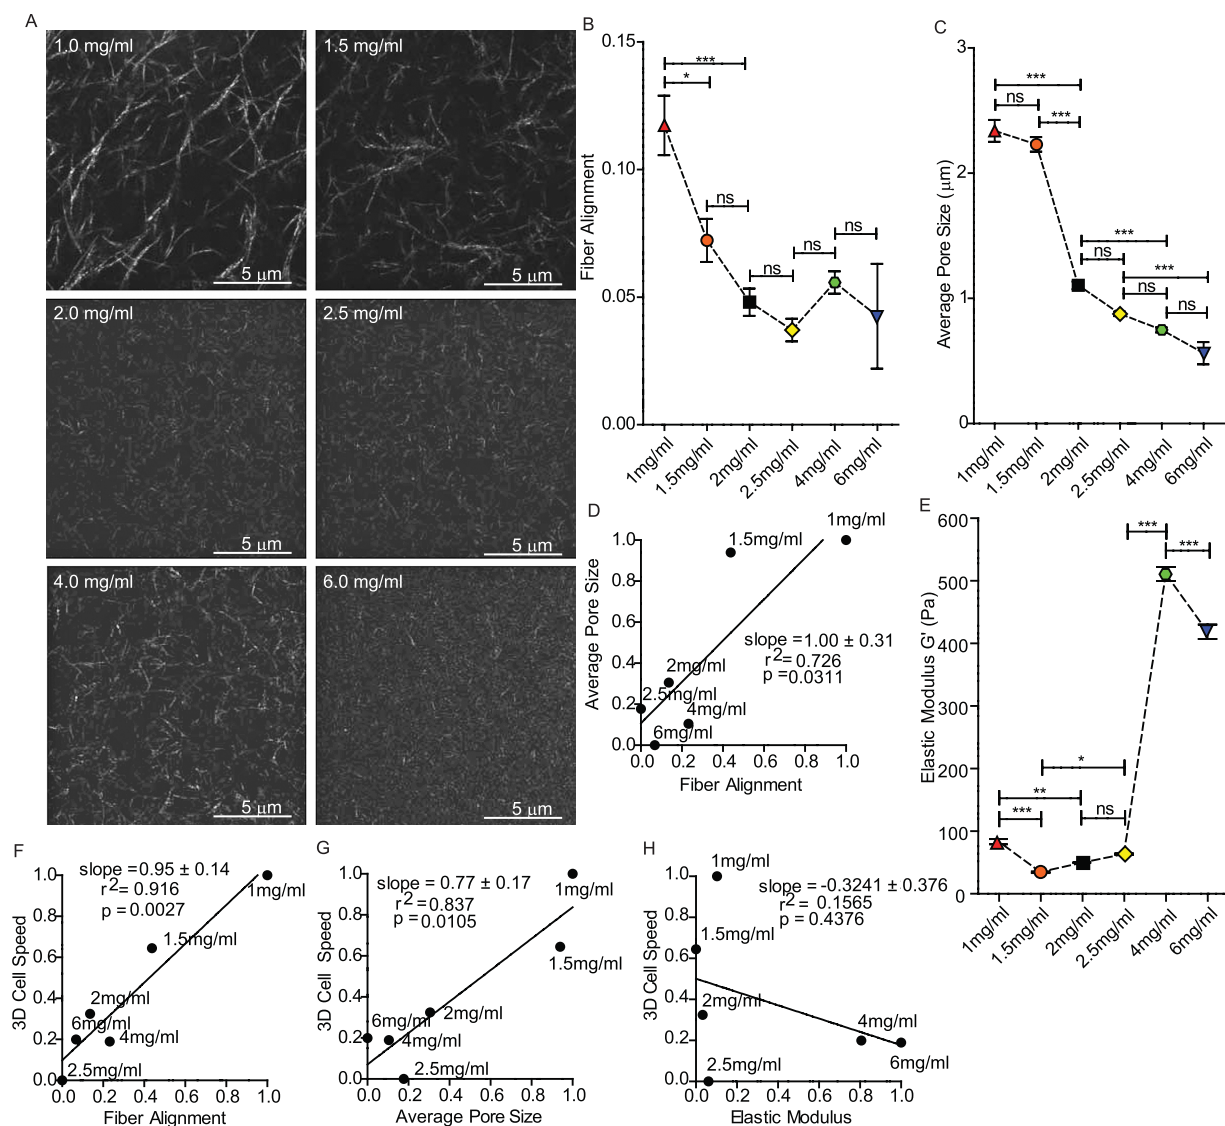 A
1.0 mg/ml
5 μm
1.5 mg/ml
5 μm
2.0 mg/ml
5 μm
2.5 mg/ml
5 μm
4.0 mg/ml
5 μm
6.0 mg/ml
5 μm
B
Fiber Alignment
0.15
0.10
0.05
0.00
***
*
ns
ns
ns
ns
1mg/ml
1.5mg/ml
2mg/ml
2.5mg/ml
4mg/ml
6mg/ml
C
Average Pore Size (μm)
3
2
1
0
***
ns
***
***
ns
***
ns
ns
1mg/ml
1.5mg/ml
2mg/ml
2.5mg/ml
4mg/ml
6mg/ml
D
Average Pore Size
1.0
0.8
0.6
0.4
0.2
0.0
1mg/ml
1.5mg/ml
slope =1.00 ± 0.31
r2= 0.726
p =0.0311
2mg/ml
2.5mg/ml
4mg/ml
6mg/ml
0.0 0.2 0.4 0.6 0.8 1.0
Fiber Alignment
E
Elastic Modulus G' (Pa)
600
500
400
300
200
100
0
***
***
*
**
***
ns
1mg/ml
1.5mg/ml
2mg/ml
2.5mg/ml
4mg/ml
6mg/ml
F
3D Cell Speed
1.0
0.8
0.6
0.4
0.2
0.0
slope =0.95 ± 0.14
r2= 0.916
p = 0.0027
1mg/ml
1.5mg/ml
2mg/ml
6mg/ml
4mg/ml
2.5mg/ml
0.0 0.2 0.4 0.6 0.8 1.0
Fiber Alignment
G
3D Cell Speed
1.0
0.8
0.6
0.4
0.2
0.0
slope = 0.77 ± 0.17
r2= 0.837
p = 0.0105
1mg/ml
1.5mg/ml
6mg/ml
2mg/ml
4mg/ml
2.5mg/ml
0.0 0.2 0.4 0.6 0.8 1.0
Average Pore Size
H
3D Cell Speed
1.0
0.8
0.6
0.4
0.2
0.0
1mg/ml
slope = -0.3241 ± 0.376
r2= 0.1565
p = 0.4376
1.5mg/ml
2mg/ml
4mg/ml
6mg/ml
2.5mg/ml
0.0 0.2 0.4 0.6 0.8 1.0
Elastic Modulus